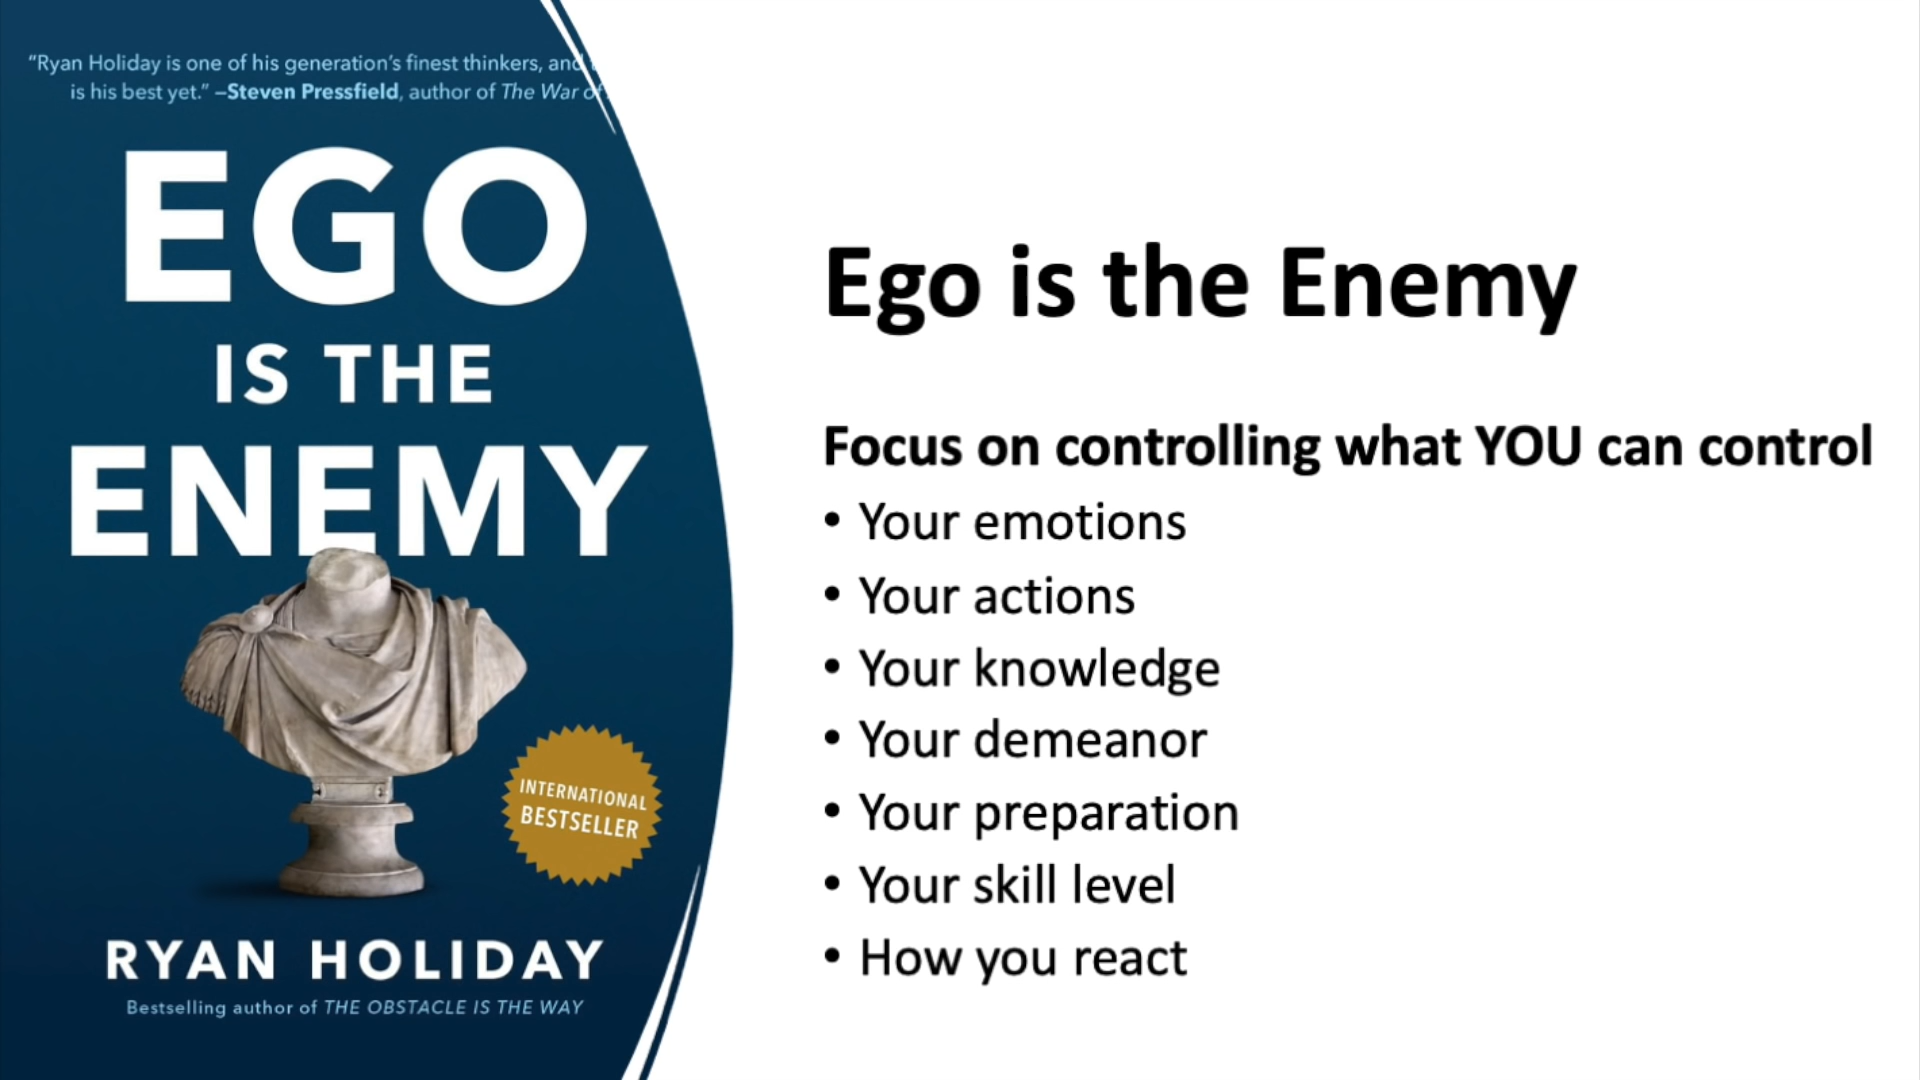 “Ryan Holiday is one of his generation’s finest thinkers, and
is his best yet.” –Steven Pressfield, author of The War of
EGO
IS THE
ENEMY
INTERNATIONAL
BESTSELLER
RYAN HOLIDAY
Bestselling author of THE OBSTACLE IS THE WAY
Ego is the Enemy
Focus on controlling what YOU can control
• Your emotions
• Your actions
• Your knowledge
• Your demeanor
• Your preparation
• Your skill level
• How you react